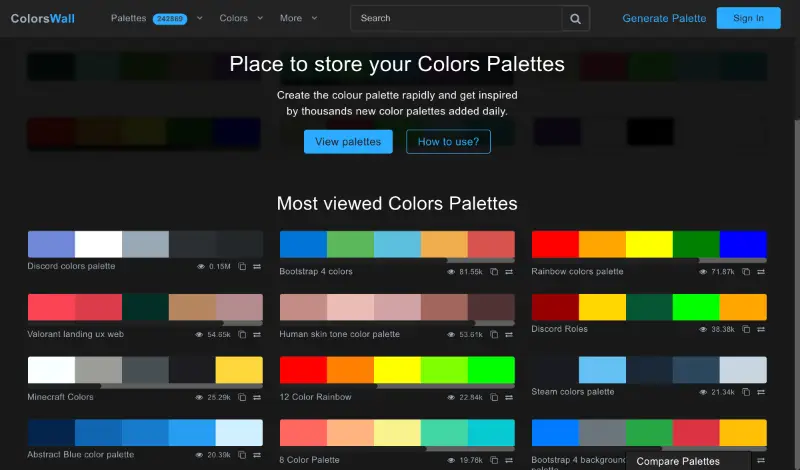 ColorsWall Palettes 242869 Colors More Search Generate Palette Sign In
Place to store your Colors Palettes
Create the colour palette rapidly and get inspired
by thousands new color palettes added daily.
View palettes How to use?
Most viewed Colors Palettes
Discord colors palette 0.15M
Bootstrap 4 colors 81.55k
Rainbow colors palette 71.87k
Valorant landing ux web 54.65k
Human skin tone color palette 53.61k
Discord Roles 38.38k
Minecraft Colors 25.29k
12 Color Rainbow 22.84k
Steam colors palette 21.34k
Abstract Blue color palette 20.39k
8 Color Palette 19.76k
Bootstrap 4 background
Compare Palettes